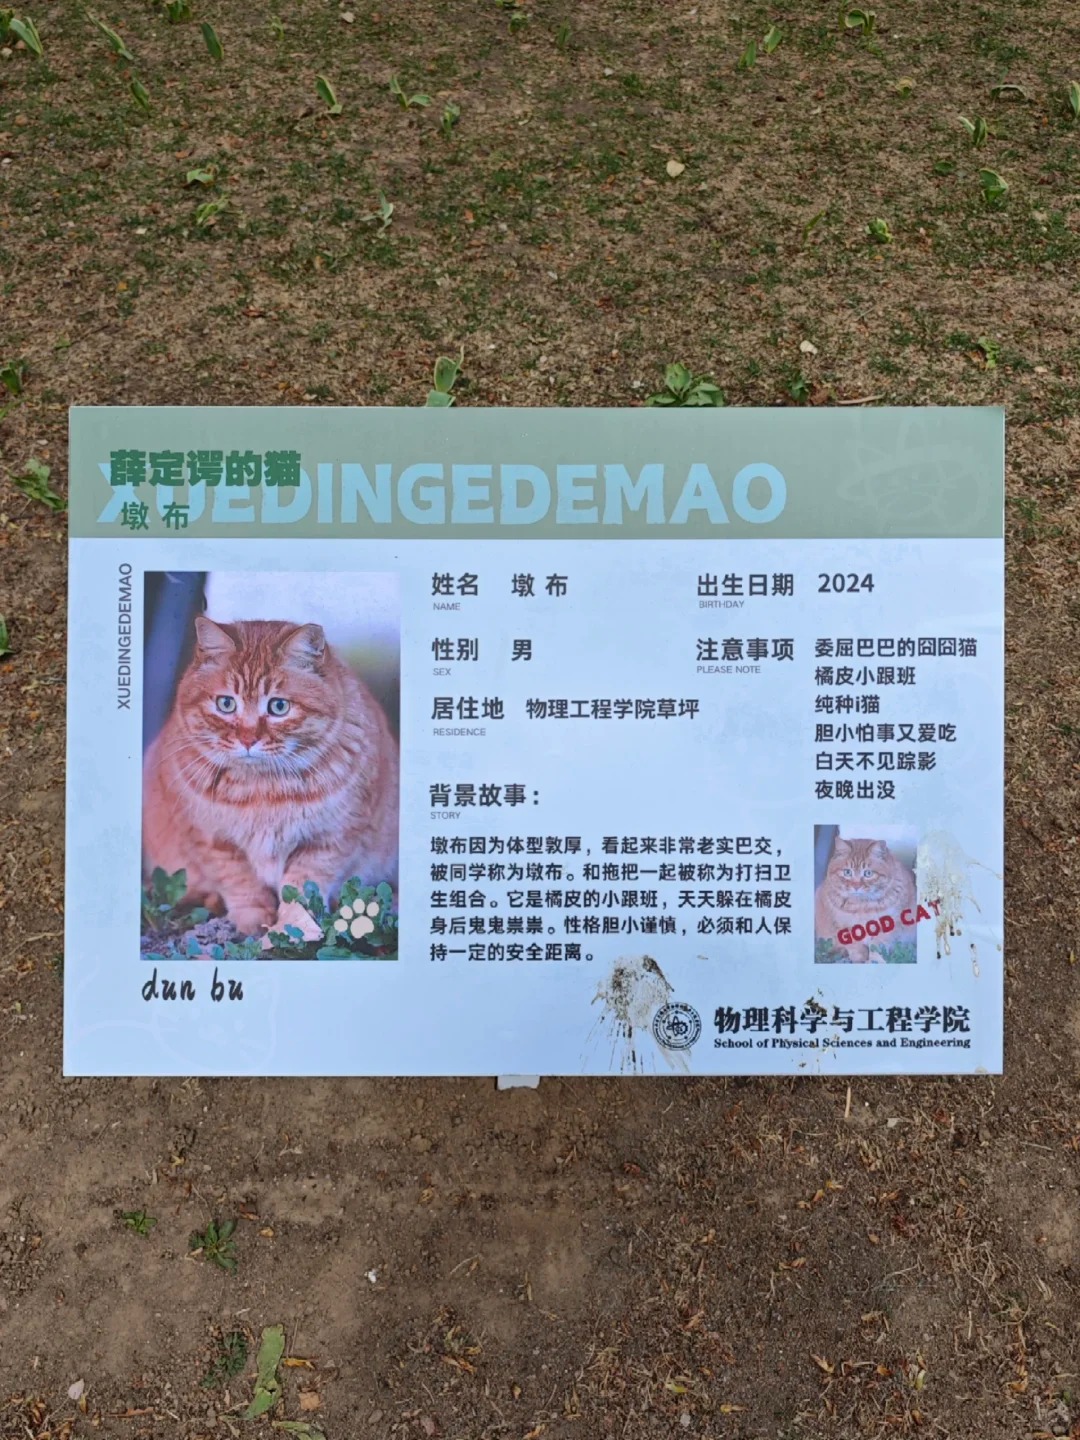 薛定谔的猫
XUEDINGEDEMAO
墩布
XUEDINGEDEMAO
姓名 墩布
NAME
出生日期 2024
BIRTHDAY
性别 男
SEX
注意事项
PLEASE NOTE
委屈巴巴的囧囧猫
橘皮小跟班
纯种i猫
胆小怕事又爱吃
白天不见踪影
夜晚出没
居住地 物理工程学院草坪
RESIDENCE
背景故事：
STORY
墩布因为体型敦厚，看起来非常老实巴交，
被同学称为墩布。和拖把一起被称为打扫卫
生组合。它是橘皮的小跟班，天天躲在橘皮
身后鬼鬼祟祟。性格胆小谨慎，必须和人保
持一定的安全距离。
GOOD CAT
dun bu
物理科学与工程学院
School of Physical Sciences and Engineering